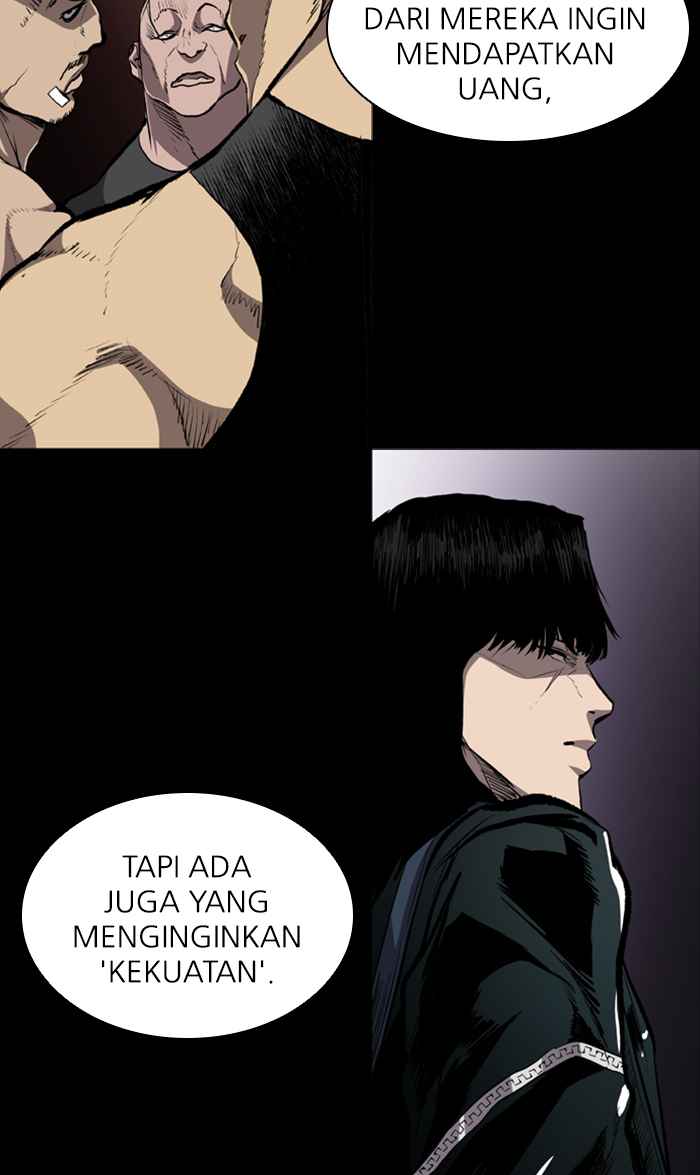 DARI MEREKA INGIN
MENDAPATKAN
UANG,
TAPI ADA
JUGA YANG
MENGINGINKAN
'KEKUATAN'.